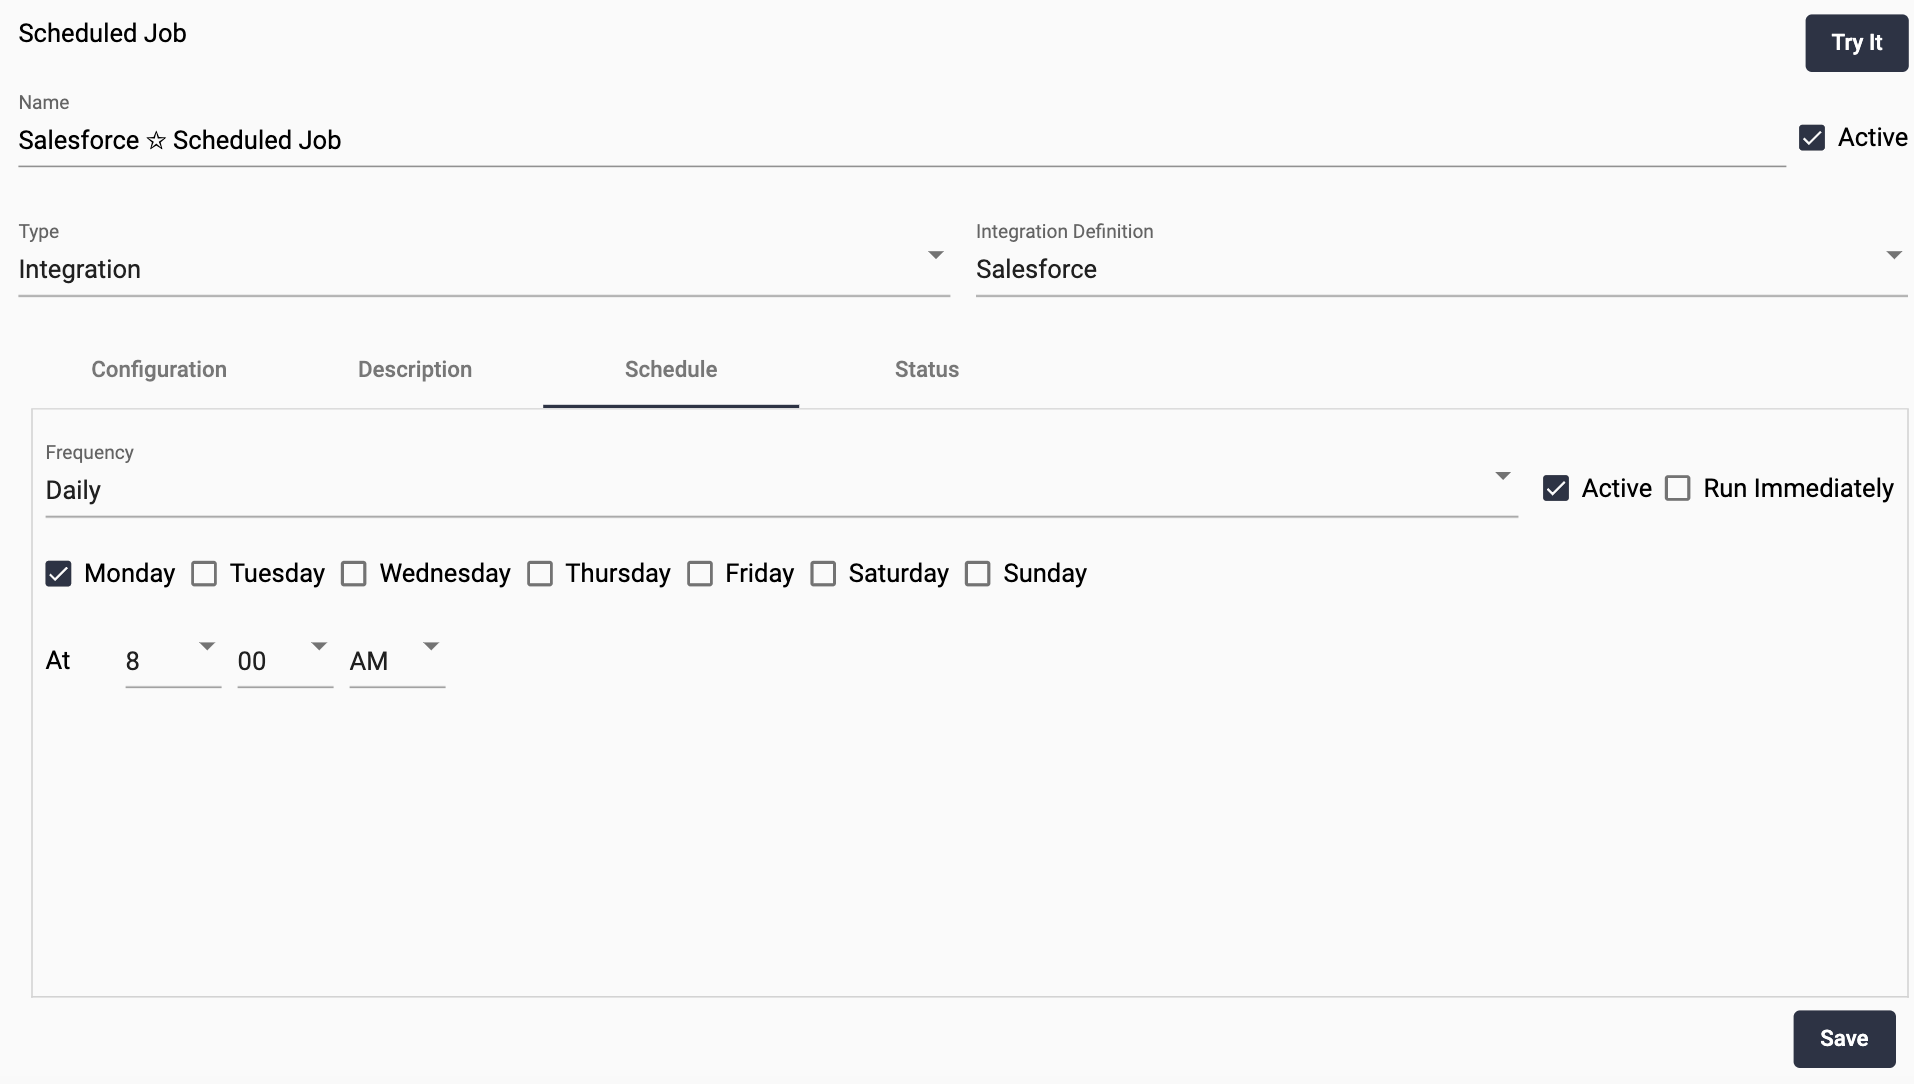 Scheduled Job
Try It
Name
Salesforce ☆ Scheduled Job
Active
Type
Integration
Integration Definition
Salesforce
Configuration Description Schedule Status
Frequency
Daily
Active Run Immediately
Monday Tuesday Wednesday Thursday Friday Saturday Sunday
At 8 00 AM
Save